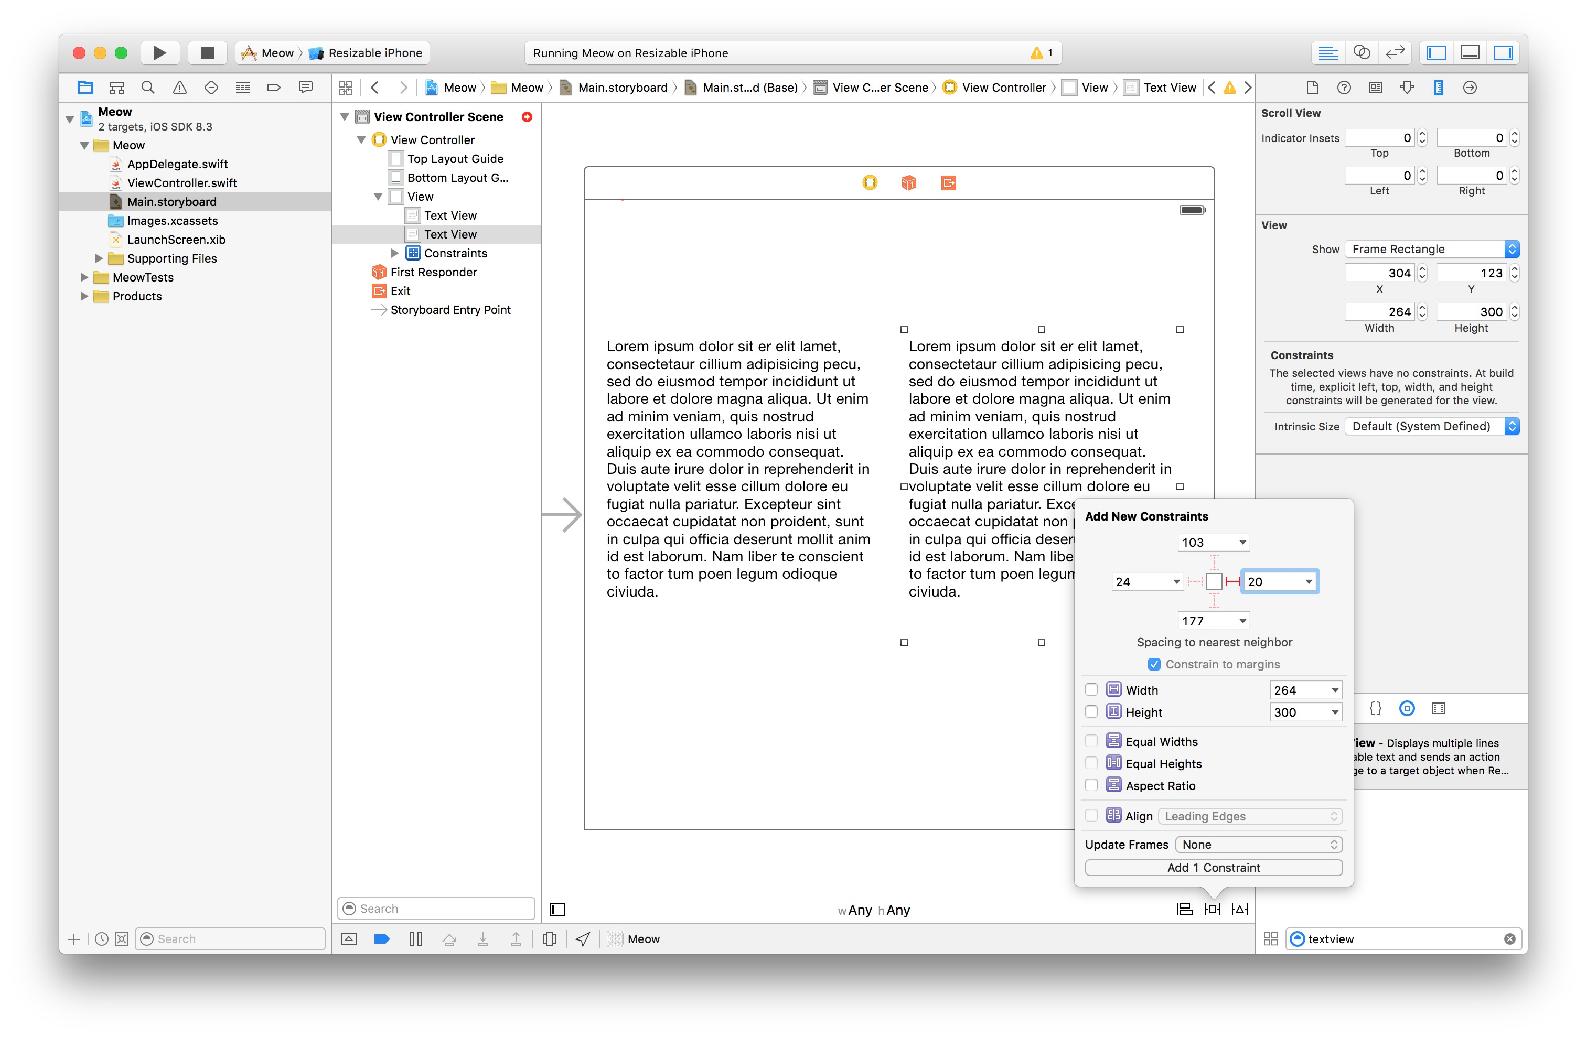 Meow
Resizable iPhone
Running Meow on Resizable iPhone
1
Meow
Meow
Main.storyboard
Main.st...d (Base)
View C...er Scene
View Controller
View
Text View
Meow
2 targets, iOS SDK 8.3
Meow
AppDelegate.swift
ViewController.swift
Main.storyboard
Images.xcassets
LaunchScreen.xib
Supporting Files
MeowTests
Products
Search
View Controller Scene
View Controller
Top Layout Guide
Bottom Layout G...
View
Text View
Text View
Constraints
First Responder
Exit
Storyboard Entry Point
Search
Lorem ipsum dolor sit er elit lamet,
consectetaur cillium adipisicing pecu,
sed do eiusmod tempor incididunt ut
labore et dolore magna aliqua. Ut enim
ad minim veniam, quis nostrud
exercitation ullamco laboris nisi ut
aliquip ex ea commodo consequat.
Duis aute irure dolor in reprehenderit in
voluptate velit esse cillum dolore eu
fugiat nulla pariatur. Excepteur sint
occaecat cupidatat non proident, sunt
in culpa qui officia deserunt mollit anim
id est laborum. Nam liber te conscient
to factor tum poen legum odioque
civiuda.
Lorem ipsum dolor sit er elit lamet,
consectetaur cillium adipisicing pecu,
sed do eiusmod tempor incididunt ut
labore et dolore magna aliqua. Ut enim
ad minim veniam, quis nostrud
exercitation ullamco laboris nisi ut
aliquip ex ea commodo consequat.
Duis aute irure dolor in reprehenderit in
voluptate velit esse cillum dolore eu
fugiat nulla pariatur. Exce
occaecat cupidatat non p
in culpa qui officia deser
id est laborum. Nam libe
to factor tum poen legum
civiuda.
wAny hAny
Meow
Add New Constraints
103
24
20
177
Spacing to nearest neighbor
Constrain to margins
Width
264
Height
300
Equal Widths
Equal Heights
Aspect Ratio
Align
Leading Edges
Update Frames
None
Add 1 Constraint
Scroll View
Indicator Insets
0
0
Top
Bottom
0
0
Left
Right
View
Show
Frame Rectangle
304
123
X
Y
264
300
Width
Height
Constraints
The selected views have no constraints. At build
time, explicit left, top, width, and height
constraints will be generated for the view.
Intrinsic Size
Default (System Defined)
{}
iew - Displays multiple lines
able text and sends an action
ge to a target object when Re...
textview